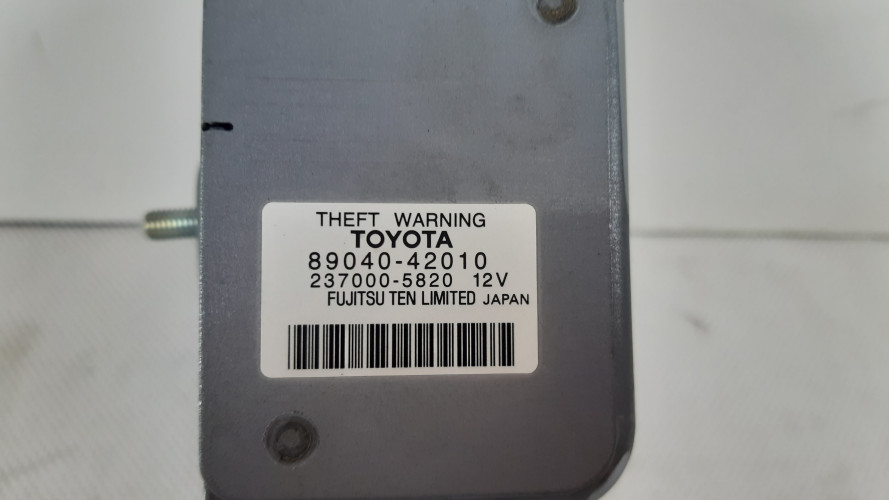 THEFT WARNING
TOYOTA
89040-42010
237000-5820 12V
FUJITSU TEN LIMITED JAPAN